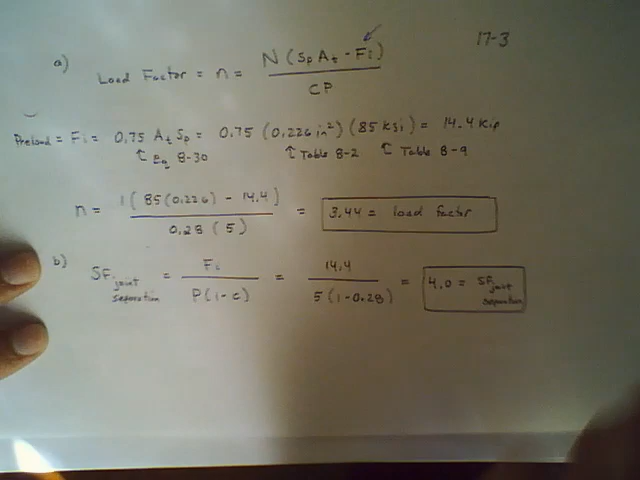 17-3
a) Load Factor = n = N (Sp At - Fi) / CP
Preload = Fi = 0.75 At Sp = 0.75 (0.226 in²) (85 ksi) = 14.4 kip
↑ Eq 8-30 ↑ Table 8-2 ↑ Table 8-9
n = 1 (85(0.226) - 14.4) / 0.28 (5) = 3.44 = load factor
b) SF joint separation = Fi / P(1-c) = 14.4 / 5(1-0.28) = 4.0 = SF joint separation